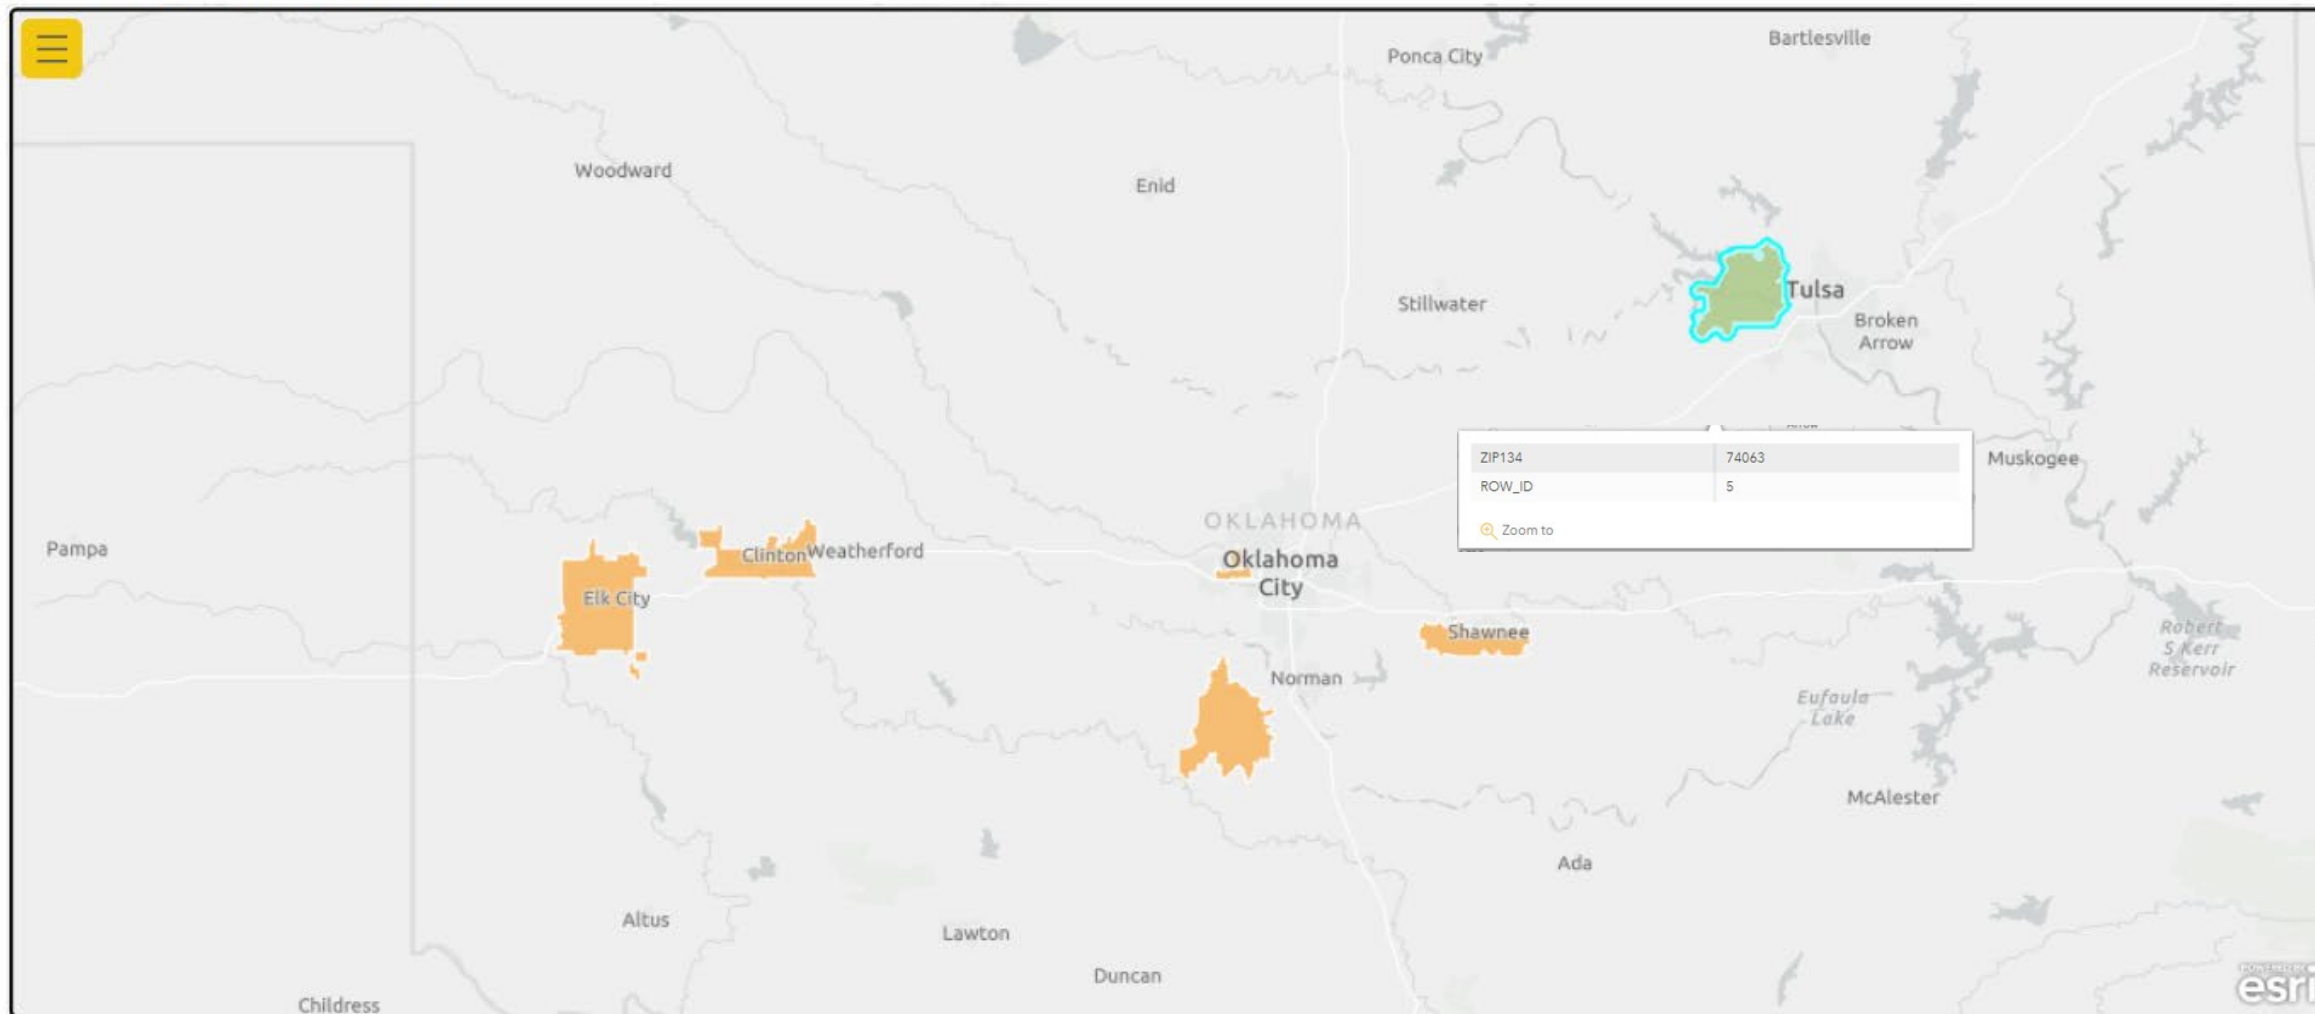 Bartlesville
Ponca City
Woodward
Enid
Tulsa
Stillwater
Broken
Arrow
ZIP134 74063
ROW_ID 5
Zoom to
Muskogee
OKLAHOMA
Pampa
Clinton
Weatherford
Oklahoma
City
Elk City
Shawnee
Robert
S Kerr
Reservoir
Norman
Eufaula
Lake
McAlester
Ada
Altus
Lawton
Duncan
Childress
POWERED BY
esri